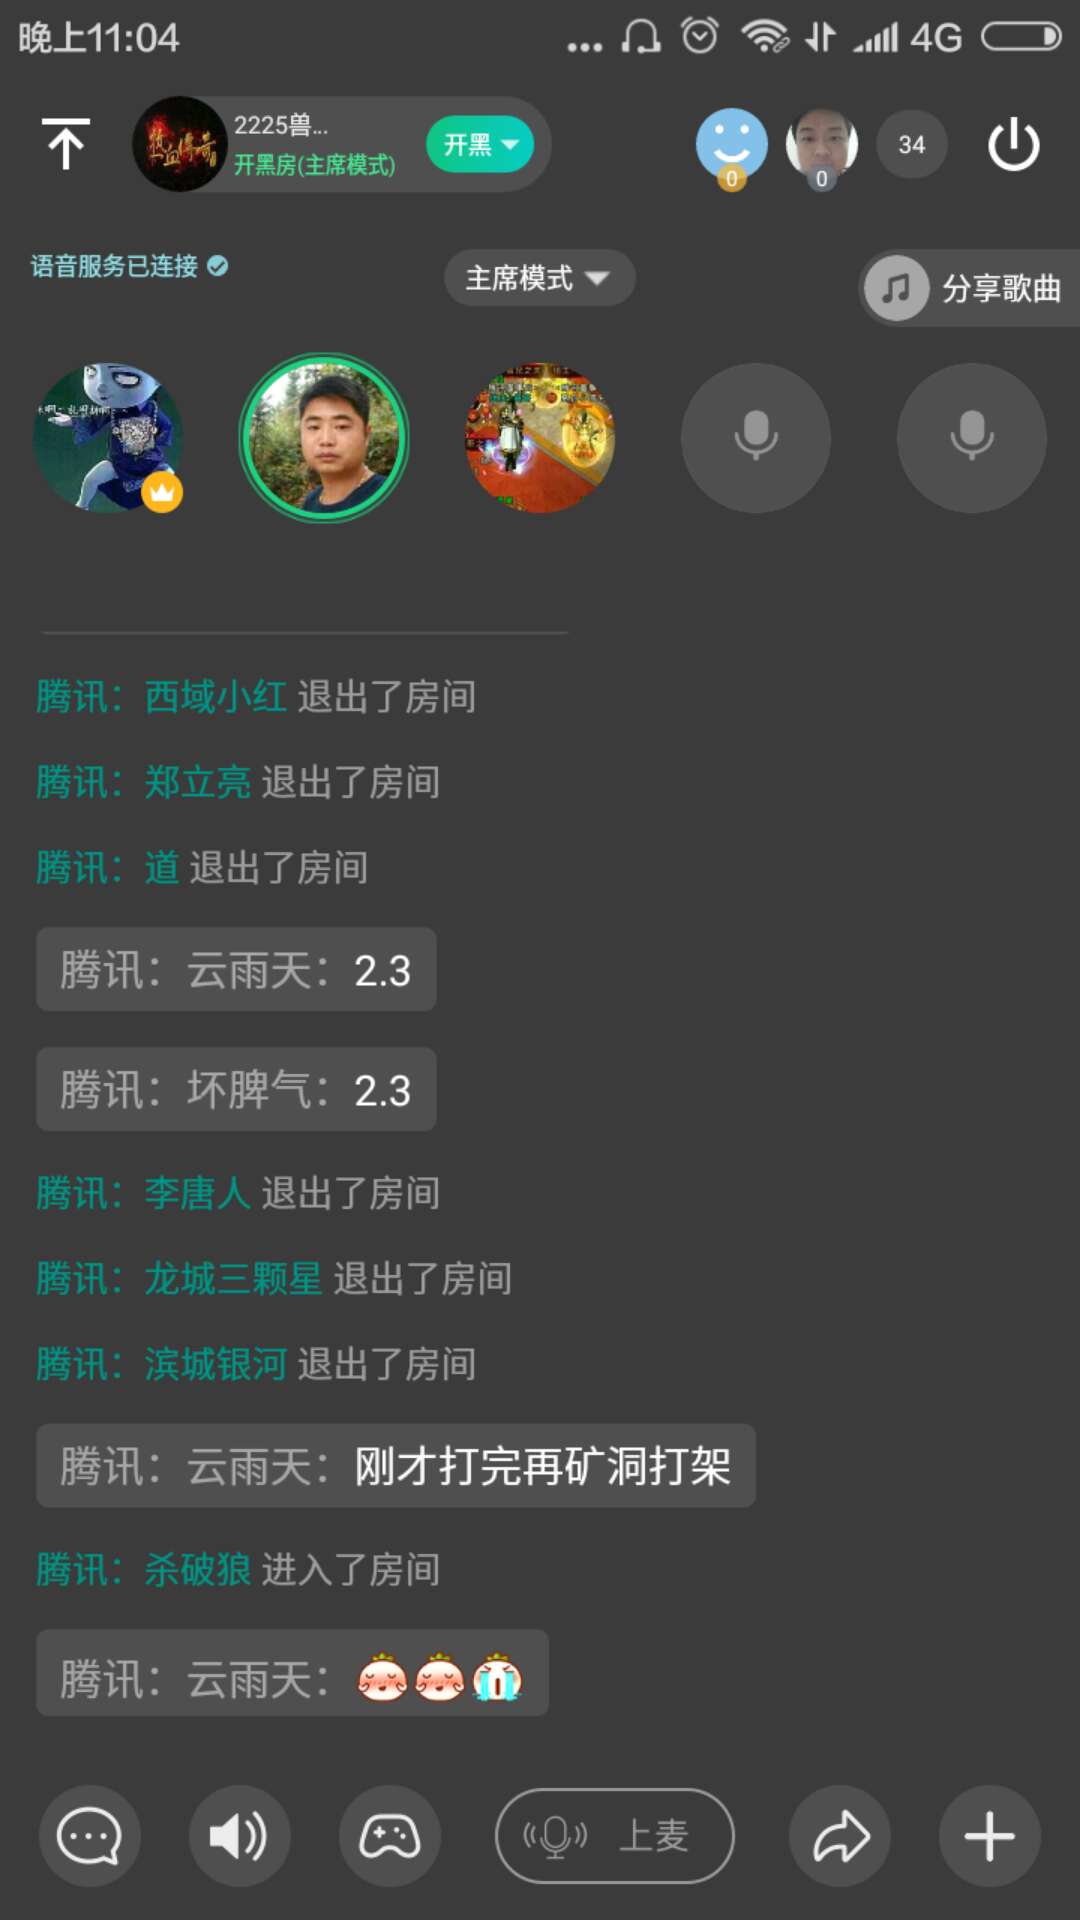 晚上11:04
4G
热血传奇
2225兽...
开黑房(主席模式)
开黑
0
0
34
语音服务已连接
主席模式
分享歌曲
腾讯：西域小红 退出了房间
腾讯：郑立亮 退出了房间
腾讯：道 退出了房间
腾讯：云雨天：2.3
腾讯：坏脾气：2.3
腾讯：李唐人 退出了房间
腾讯：龙城三颗星 退出了房间
腾讯：滨城银河 退出了房间
腾讯：云雨天：刚才打完再矿洞打架
腾讯：杀破狼 进入了房间
腾讯：云雨天：
上麦